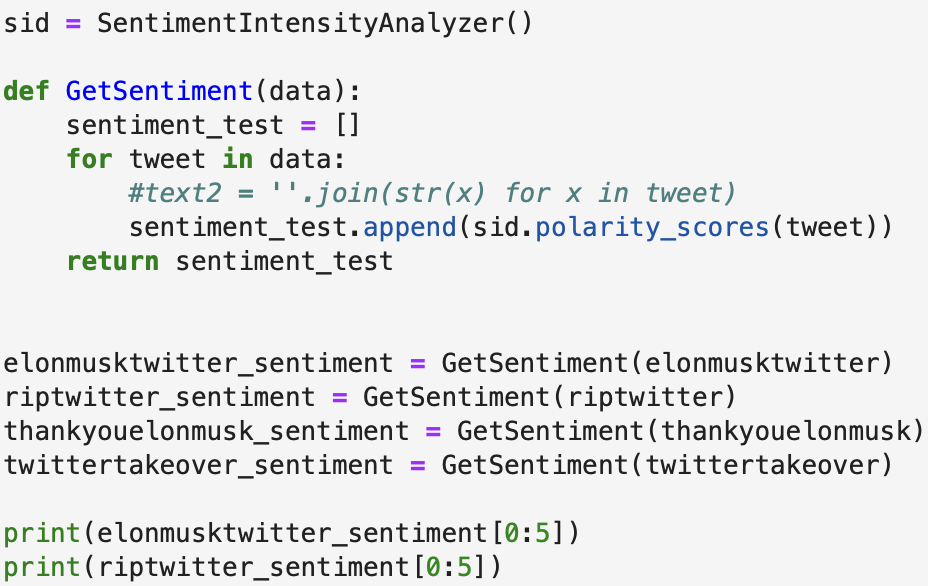 sid = SentimentIntensityAnalyzer()
def GetSentiment(data):
    sentiment_test = []
    for tweet in data:
        #text2 = ''.join(str(x) for x in tweet)
        sentiment_test.append(sid.polarity_scores(tweet))
    return sentiment_test
elonmusktwitter_sentiment = GetSentiment(elonmusktwitter)
riptwitter_sentiment = GetSentiment(riptwitter)
thankyouelonmusk_sentiment = GetSentiment(thankyouelonmusk)
twittertakeover_sentiment = GetSentiment(twittertakeover)
print(elonmusktwitter_sentiment[0:5])
print(riptwitter_sentiment[0:5])